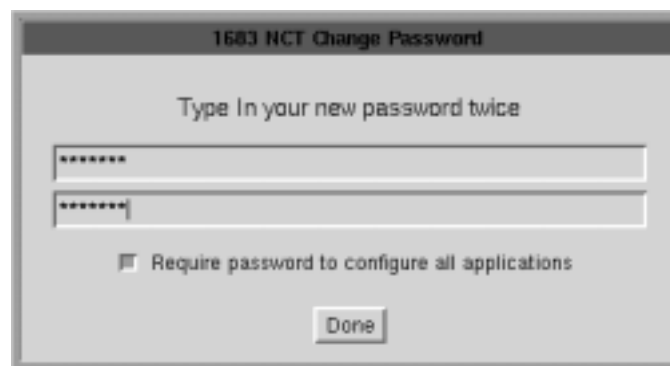 1683 NCT Change Password
Type In your new password twice
*******
*******
Require password to configure all applications
Done